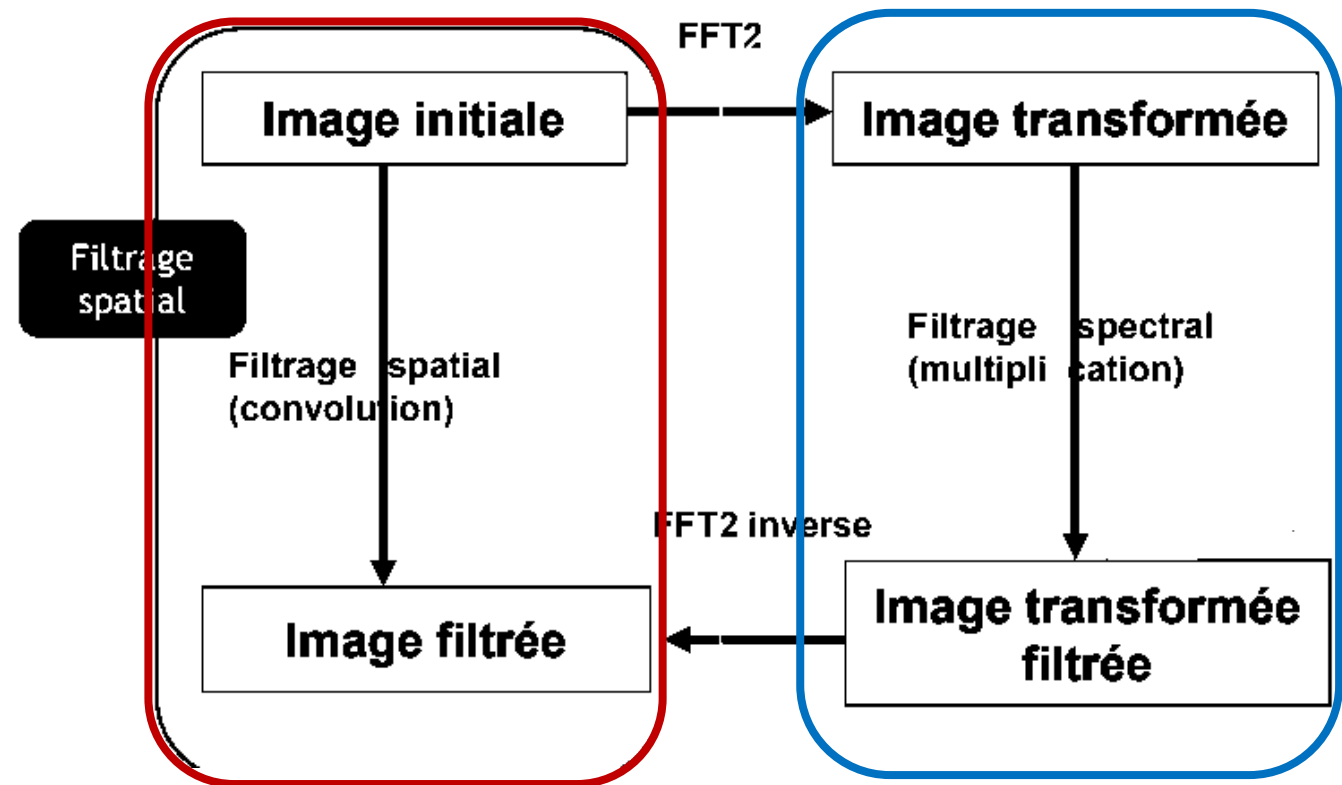 FFT2
Image initiale
Image transformée
Filtrage
spatial
Filtrage spatial
(convolution)
Filtrage spectral
(multiplication)
FFT2 inverse
Image filtrée
Image transformée
filtrée